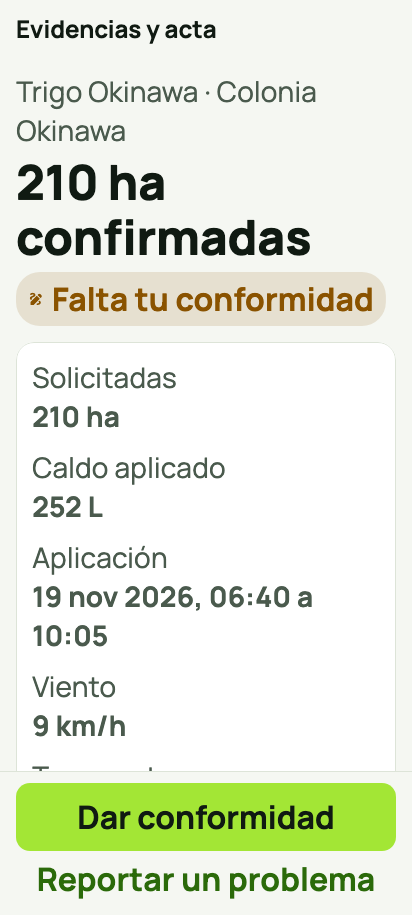 Evidencias y acta
Trigo Okinawa · Colonia
Okinawa
210 ha
confirmadas
Falta tu conformidad
Solicitadas
210 ha
Caldo aplicado
252 L
Aplicación
19 nov 2026, 06:40 a
10:05
Viento
9 km/h
Dar conformidad
Reportar un problema